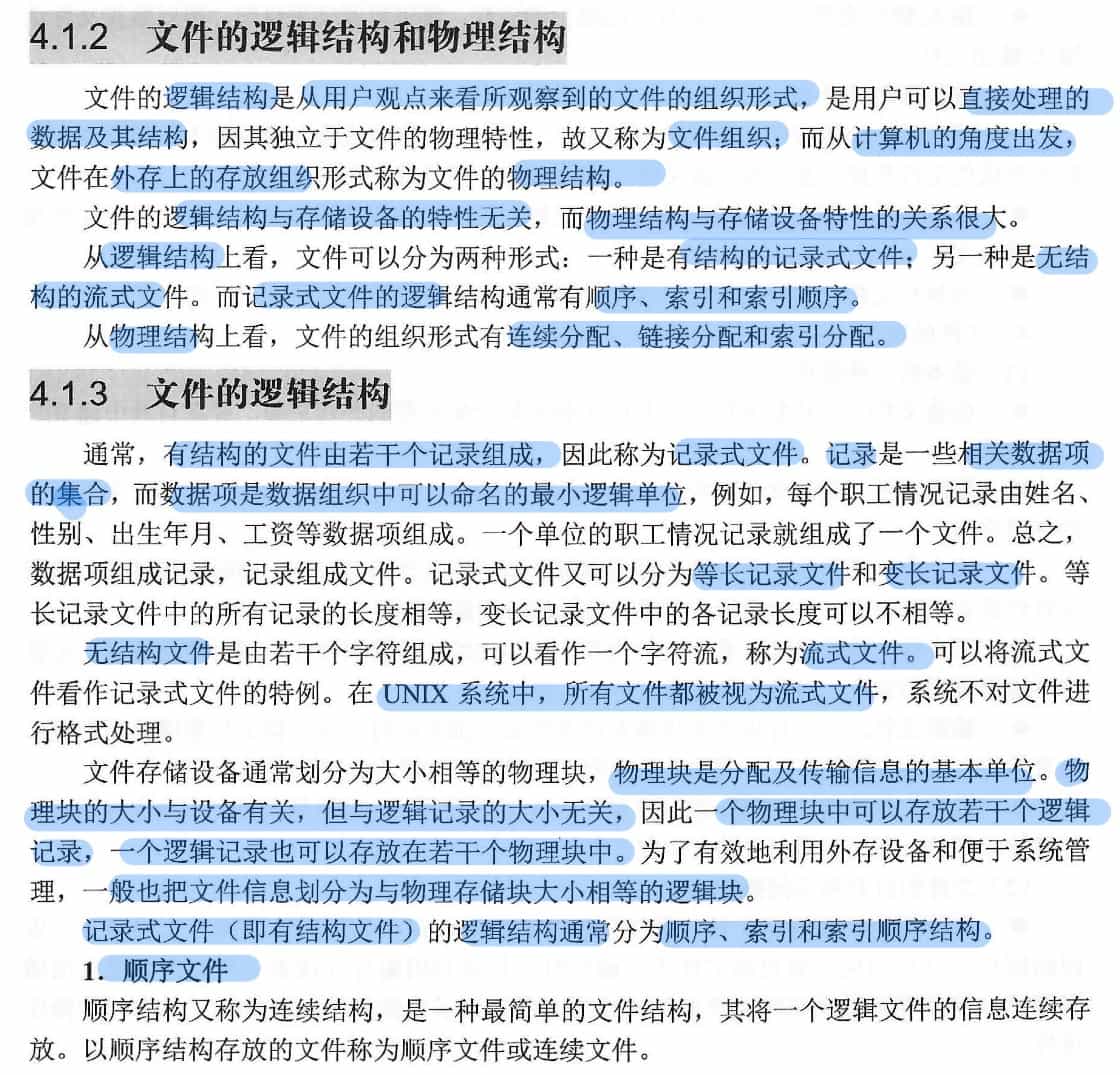 4.1.2 文件的逻辑结构和物理结构
文件的逻辑结构是从用户观点来看所观察到的文件的组织形式，是用户可以直接处理的
数据及其结构，因其独立于文件的物理特性，故又称为文件组织；而从计算机的角度出发，
文件在外存上的存放组织形式称为文件的物理结构。
文件的逻辑结构与存储设备的特性无关，而物理结构与存储设备特性的关系很大。
从逻辑结构上看，文件可以分为两种形式：一种是有结构的记录式文件；另一种是无结
构的流式文件。而记录式文件的逻辑结构通常有顺序、索引和索引顺序。
从物理结构上看，文件的组织形式有连续分配、链接分配和索引分配。
4.1.3 文件的逻辑结构
通常，有结构的文件由若干个记录组成，因此称为记录式文件。记录是一些相关数据项
的集合，而数据项是数据组织中可以命名的最小逻辑单位，例如，每个职工情况记录由姓名、
性别、出生年月、工资等数据项组成。一个单位的职工情况记录就组成了一个文件。总之，
数据项组成记录，记录组成文件。记录式文件又可以分为等长记录文件和变长记录文件。等
长记录文件中的所有记录的长度相等，变长记录文件中的各记录长度可以不相等。
无结构文件是由若干个字符组成，可以看作一个字符流，称为流式文件。可以将流式文
件看作记录式文件的特例。在 UNIX 系统中，所有文件都被视为流式文件，系统不对文件进
行格式处理。
文件存储设备通常划分为大小相等的物理块，物理块是分配及传输信息的基本单位。物
理块的大小与设备有关，但与逻辑记录的大小无关，因此一个物理块中可以存放若干个逻辑
记录，一个逻辑记录也可以存放在若干个物理块中。为了有效地利用外存设备和便于系统管
理，一般也把文件信息划分为与物理存储块大小相等的逻辑块。
记录式文件（即有结构文件）的逻辑结构通常分为顺序、索引和索引顺序结构。
1. 顺序文件
顺序结构又称为连续结构，是一种最简单的文件结构，其将一个逻辑文件的信息连续存
放。以顺序结构存放的文件称为顺序文件或连续文件。